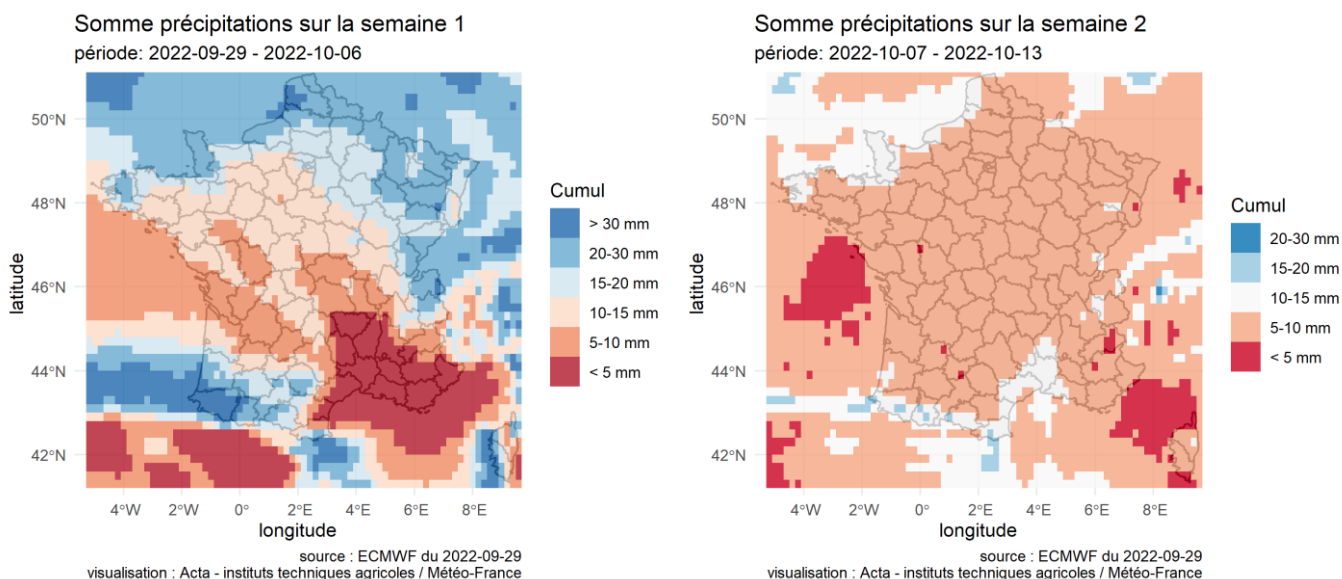 Somme précipitations sur la semaine 1
période: 2022-09-29 - 2022-10-06
50°N
48°N
46°N
44°N
42°N
latitude
4°W
2°W
0°
2°E
4°E
6°E
8°E
longitude
Cumul
> 30 mm
20-30 mm
15-20 mm
10-15 mm
5-10 mm
< 5 mm
source : ECMWF du 2022-09-29
visualisation : Acta - instituts techniques agricoles / Météo-France
Somme précipitations sur la semaine 2
période: 2022-10-07 - 2022-10-13
50°N
48°N
46°N
44°N
42°N
latitude
4°W
2°W
0°
2°E
4°E
6°E
8°E
longitude
Cumul
20-30 mm
15-20 mm
10-15 mm
5-10 mm
< 5 mm
source : ECMWF du 2022-09-29
visualisation : Acta - instituts techniques agricoles / Météo-France